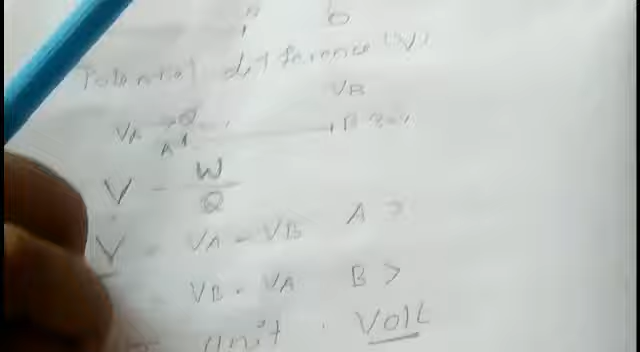 Potential difference (V)
VB
VA Q
A B
V = W
Q
V = VA - VB A >
VB - VA B >
unit . Volt